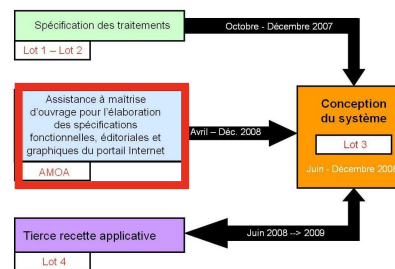 Spécification des traitements
Lot 1 – Lot 2
Octobre - Décembre 2007
Assistance à maîtrise
d'ouvrage pour l'élaboration
des spécifications
fonctionnelles, éditoriales et
graphiques du portail Internet
AMOA
Avril – Déc. 2008
Conception
du système
Lot 3
Juin - Décembre 2008
Tierce recette applicative
Lot 4
Juin 2008 --> 2009